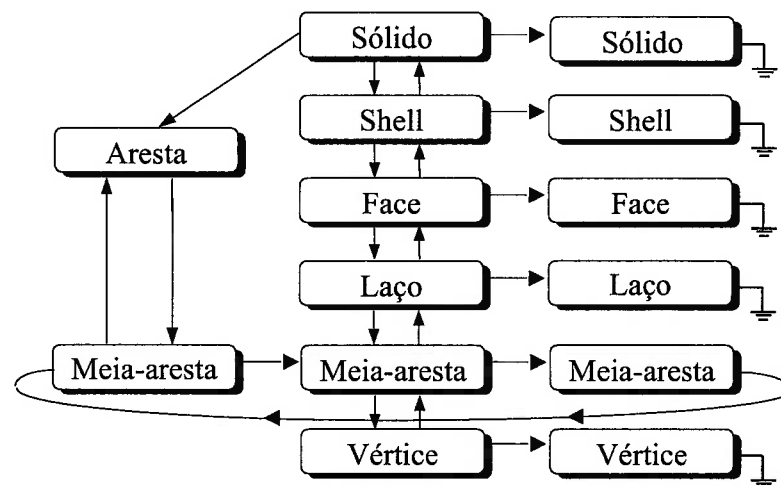 Sólido
Sólido
Shell
Shell
Aresta
Face
Face
Laço
Laço
Meia-aresta
Meia-aresta
Meia-aresta
Vértice
Vértice